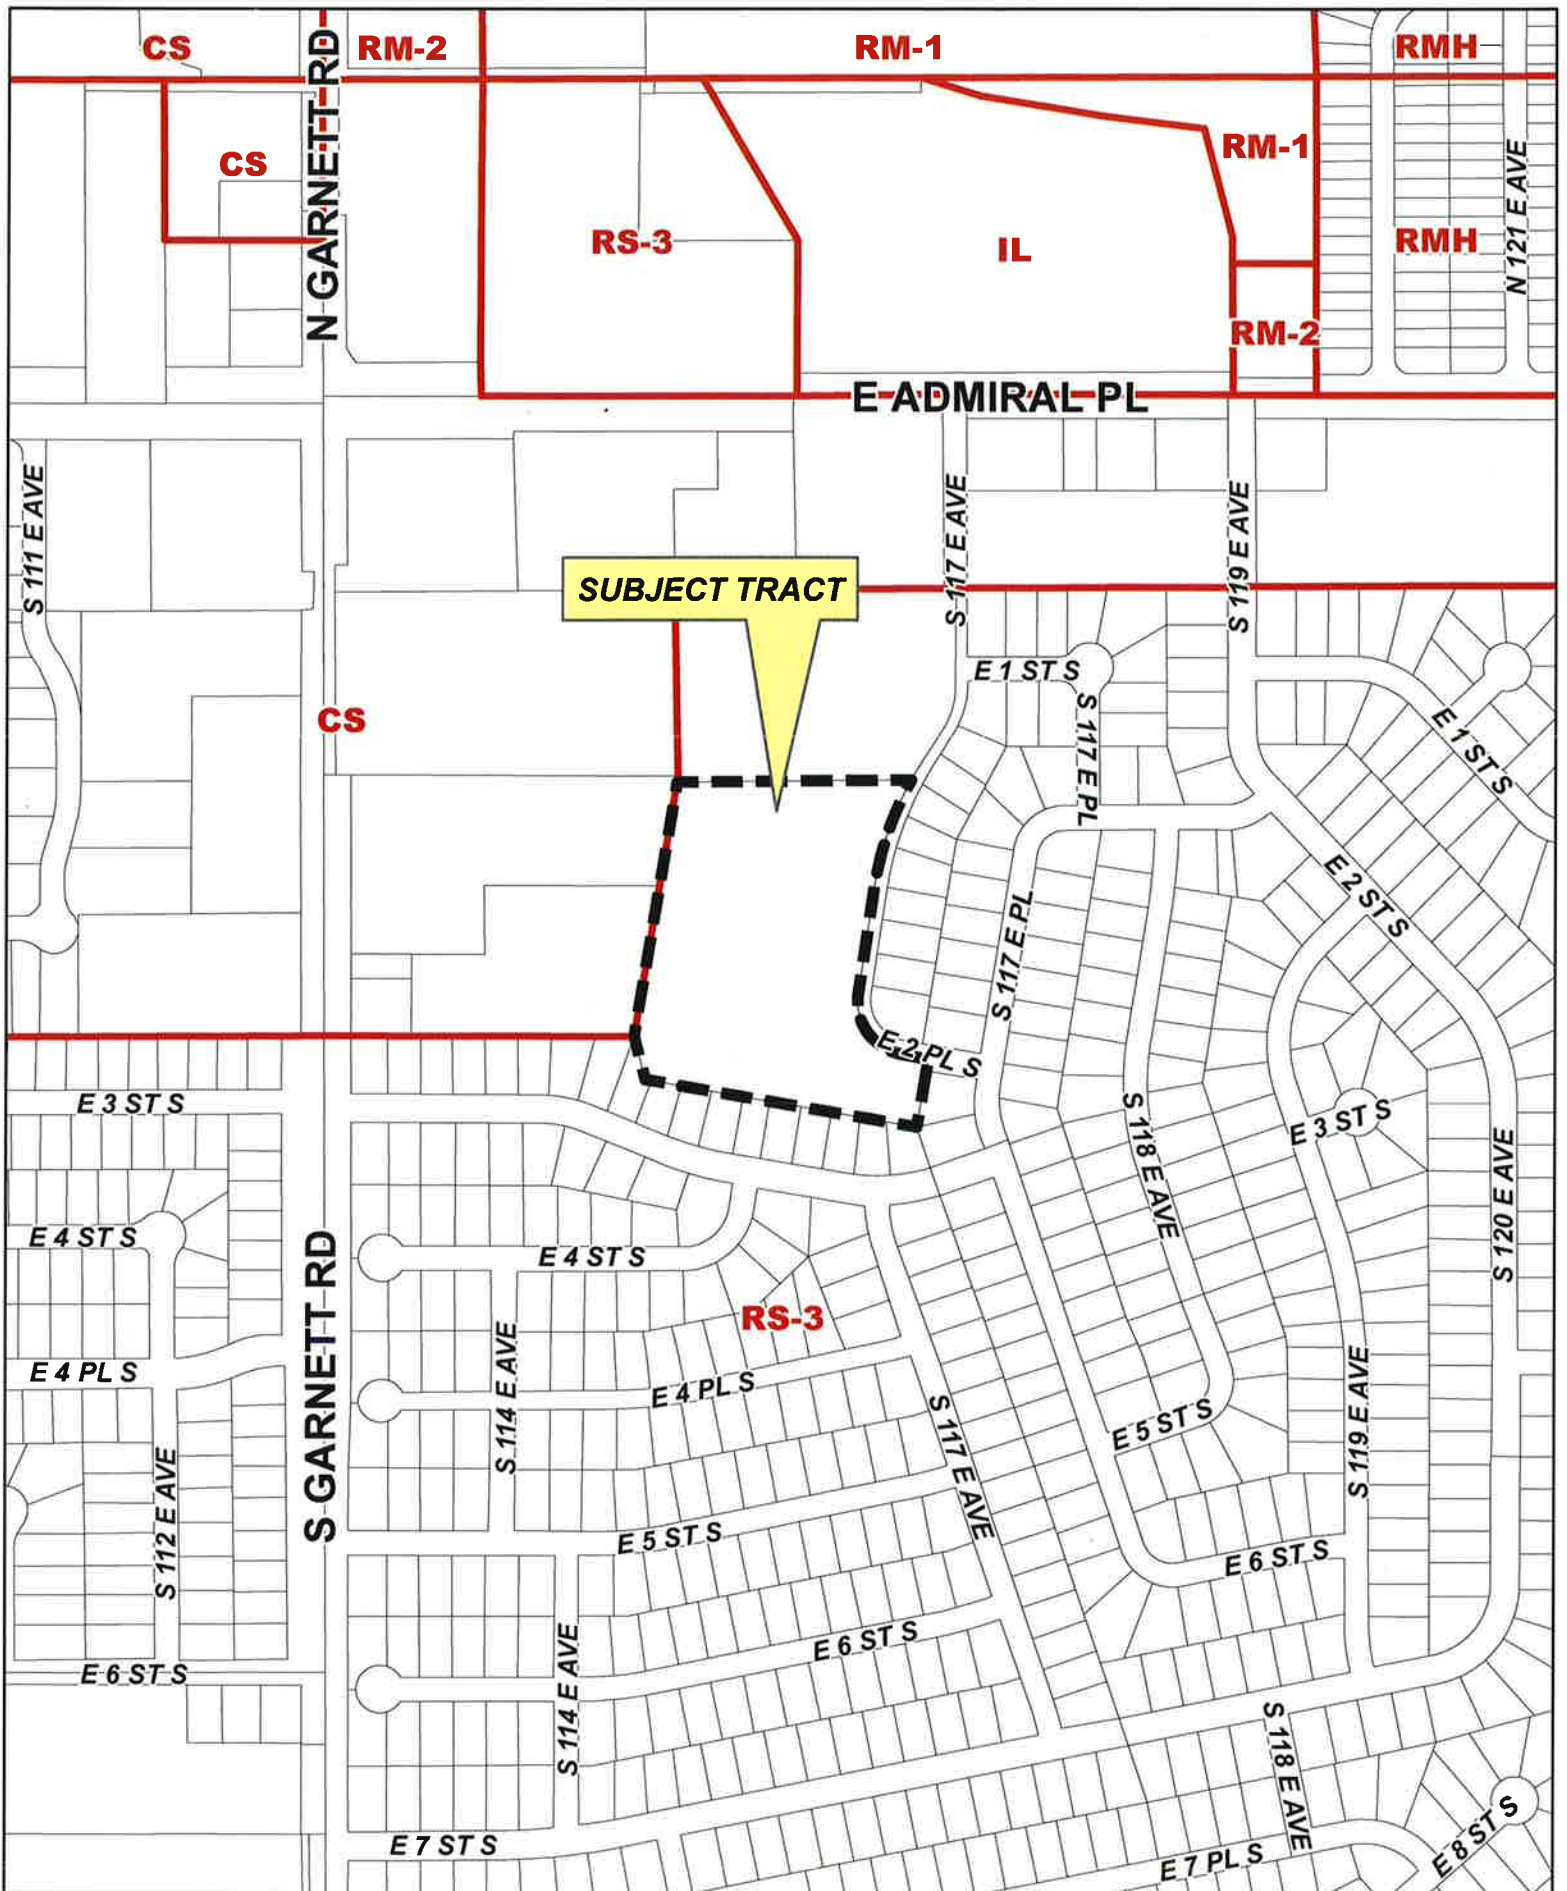 CS
RM-2
RM-1
RMH
N GARNETT RD
CS
RM-1
N 121 E AVE
RS-3
IL
RMH
RM-2
E ADMIRAL PL
S 111 E AVE
S 117 E AVE
S 119 E AVE
SUBJECT TRACT
E 1 ST S
S 117 E PL
E 1 ST S
CS
E 2 ST S
S 117 E PL
E 2 PL S
E 3 ST S
S 118 E AVE
E 3 ST S
S 120 E AVE
E 4 ST S
E 4 ST S
S GARNETT RD
RS-3
E 4 PL S
S 114 E AVE
E 4 PL S
S 117 E AVE
E 5 ST S
S 119 E AVE
S 112 E AVE
E 5 ST S
E 6 ST S
E 6 ST S
E 6 ST S
S 114 E AVE
S 118 E AVE
E 7 ST S
E 7 PL S
E 8 ST S